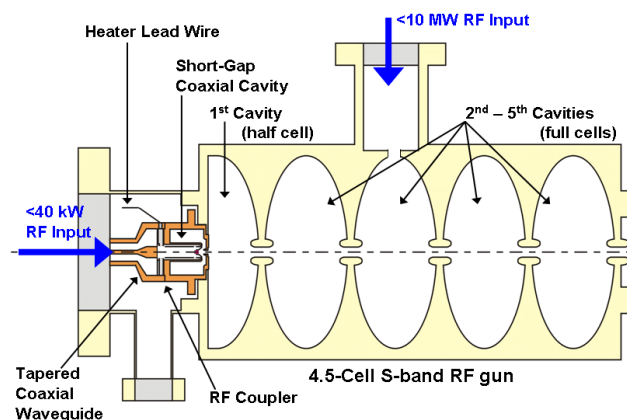 <10 MW RF Input
Heater Lead Wire
Short-Gap
Coaxial Cavity
1st Cavity
(half cell)
2nd – 5th Cavities
(full cells)
<40 kW
RF Input
Tapered
Coaxial
Waveguide
RF Coupler
4.5-Cell S-band RF gun